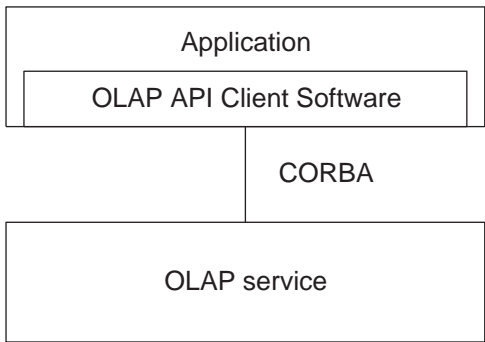 Application
OLAP API Client Software
CORBA
OLAP service